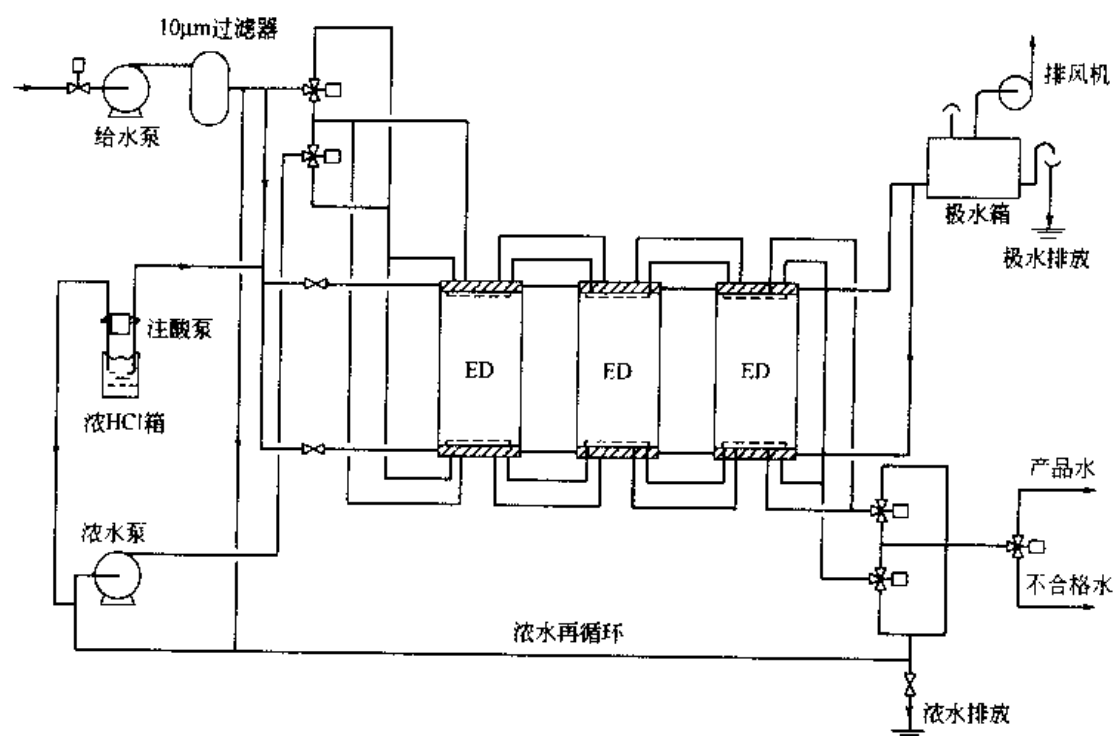 10μm过滤器
给水泵
排风机
极水箱
极水排放
注酸泵
浓HCl箱
ED
ED
ED
浓水泵
产品水
不合格水
浓水再循环
浓水排放